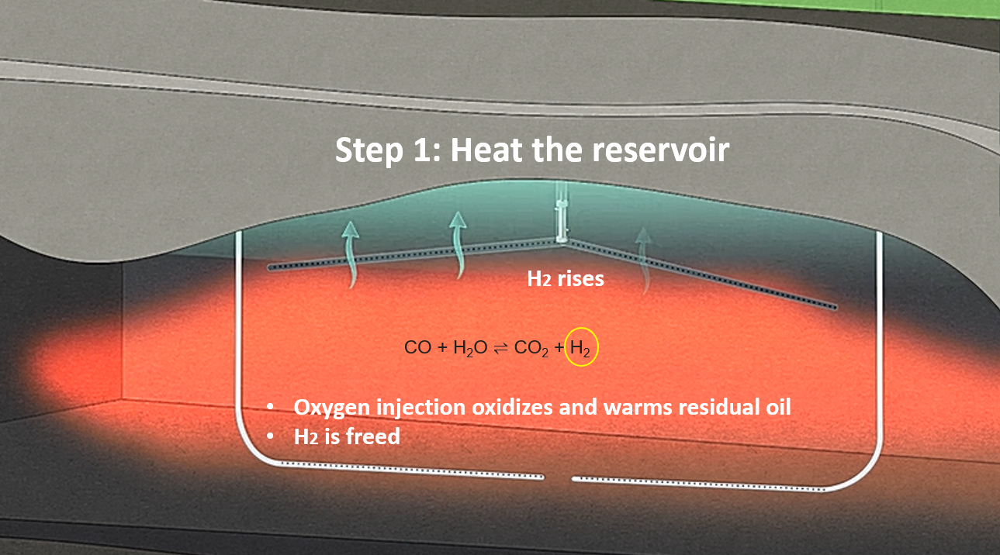 Step 1: Heat the reservoir
H2 rises
CO + H₂O ⇌ CO₂ + H₂
• Oxygen injection oxidizes and warms residual oil
• H2 is freed